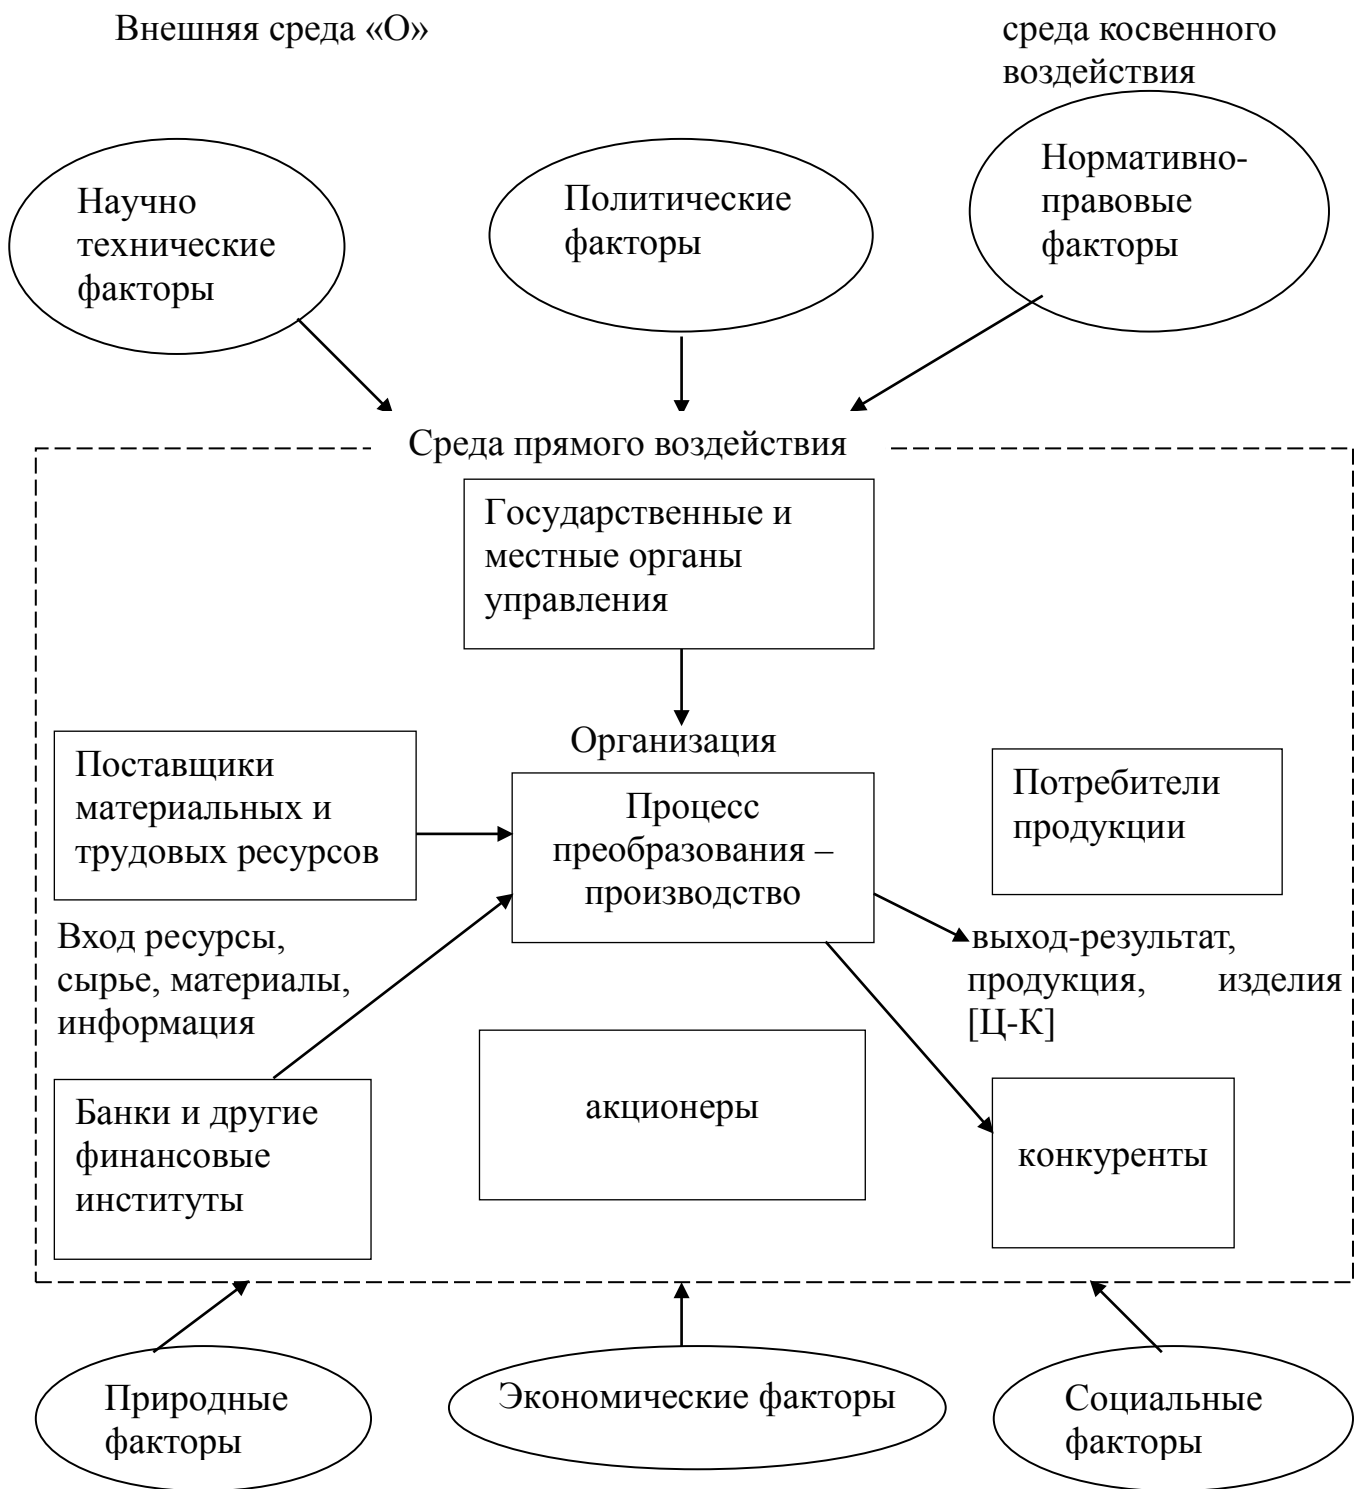 Внешняя среда «О»
среда косвенного
воздействия
Научно
технические
факторы
Политические
факторы
Нормативно-
правовые
факторы
Среда прямого воздействия
Государственные и
местные органы
управления
Организация
Поставщики
материальных и
трудовых ресурсов
Процесс
преобразования –
производство
Потребители
продукции
Вход ресурсы,
сырье, материалы,
информация
выход-результат,
продукция, изделия
[Ц-К]
Банки и другие
финансовые
институты
акционеры
конкуренты
Природные
факторы
Экономические факторы
Социальные
факторы